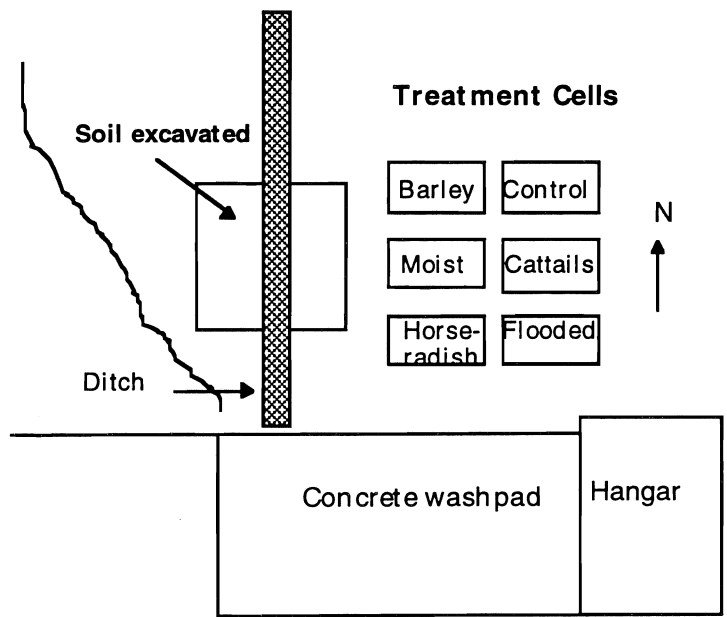 Treatment Cells
Soil excavated
Barley
Control
N
Moist
Cattails
Horse-
radish
Flooded
Ditch
Concrete washpad
Hangar